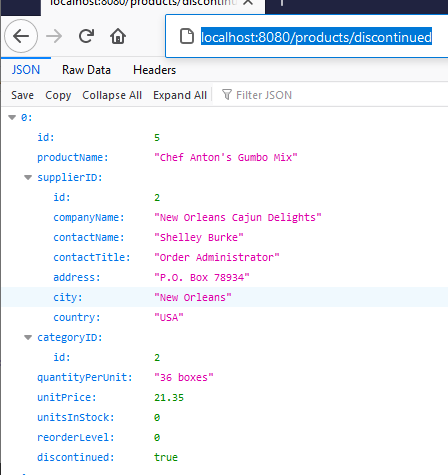 localhost:8080/products/discontin
localhost:8080/products/discontinued
JSON Raw Data Headers
Save Copy Collapse All Expand All Filter JSON
0:
id: 5
productName: "Chef Anton's Gumbo Mix"
supplierID:
id: 2
companyName: "New Orleans Cajun Delights"
contactName: "Shelley Burke"
contactTitle: "Order Administrator"
address: "P.O. Box 78934"
city: "New Orleans"
country: "USA"
categoryID:
id: 2
quantityPerUnit: "36 boxes"
unitPrice: 21.35
unitsInStock: 0
reorderLevel: 0
discontinued: true